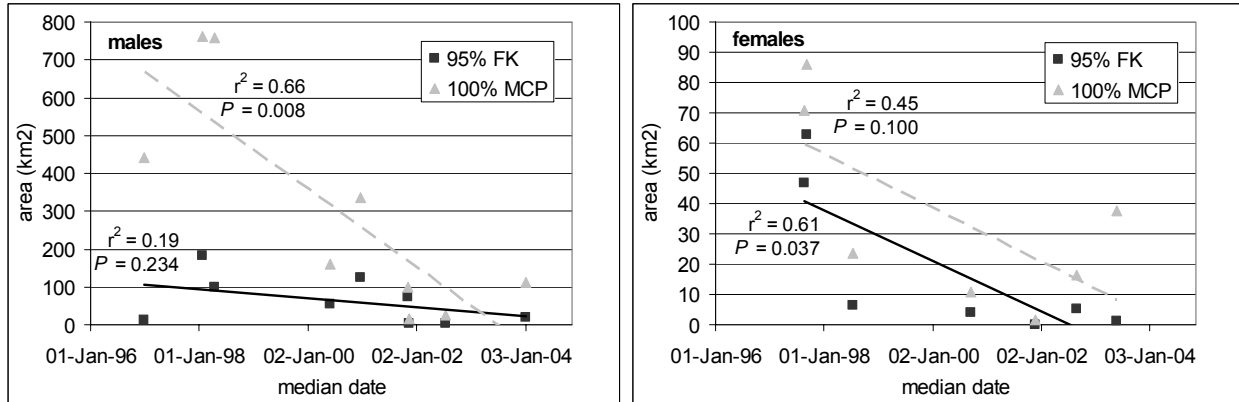 males
95% FK
100% MCP
r² = 0.66
P = 0.008
r² = 0.19
P = 0.234
area (km2)
800
700
600
500
400
300
200
100
0
01-Jan-96 01-Jan-98 02-Jan-00 02-Jan-02 03-Jan-04
median date
females
95% FK
100% MCP
r² = 0.45
P = 0.100
r² = 0.61
P = 0.037
area (km2)
100
90
80
70
60
50
40
30
20
10
0
01-Jan-96 01-Jan-98 02-Jan-00 02-Jan-02 03-Jan-04
median date